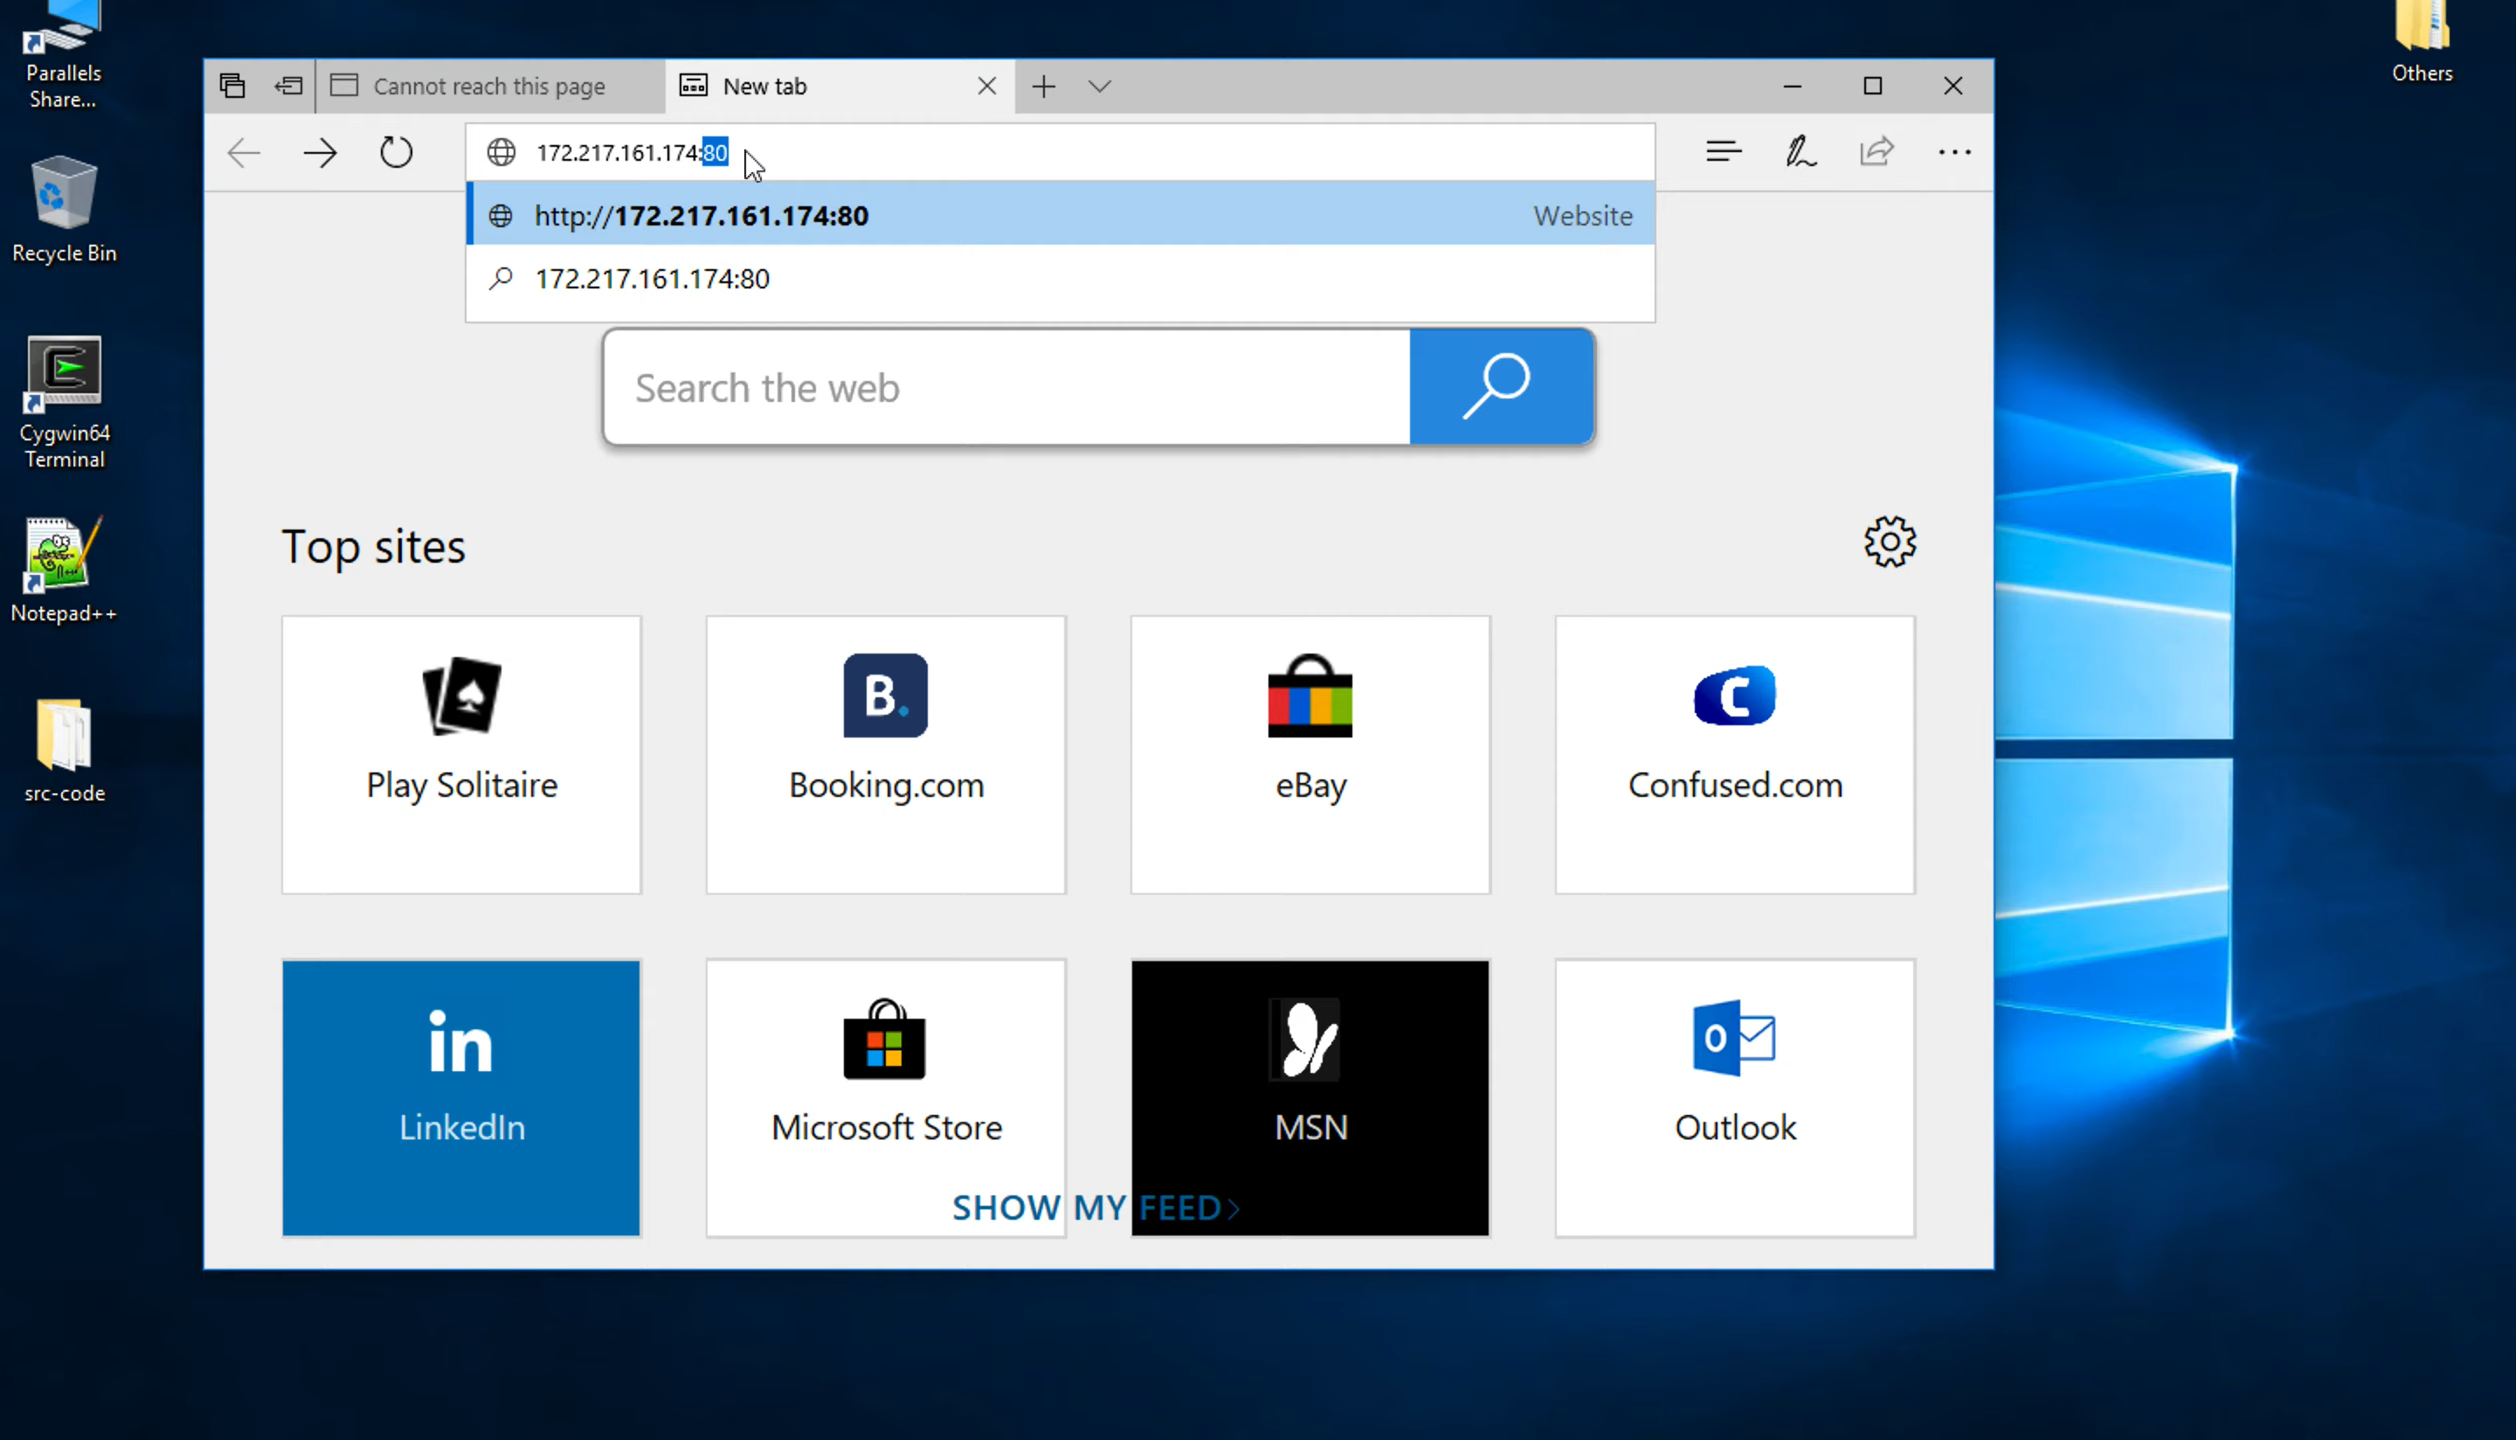 Parallels
Share...
Others
Cannot reach this page
New tab
172.217.161.174:80
http://172.217.161.174:80
Website
172.217.161.174:80
Recycle Bin
Search the web
Cygwin64
Terminal
Top sites
Notepad++
Play Solitaire
B.
Booking.com
eBay
C
Confused.com
src-code
in
LinkedIn
Microsoft Store
MSN
O
Outlook
SHOW MY FEED